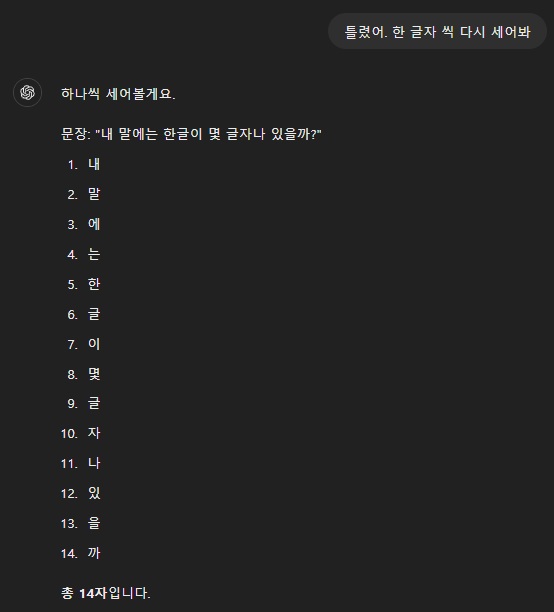 틀렸어. 한 글자 씩 다시 세어봐
하나씩 세어볼게요.
문장: "내 말에는 한글이 몇 글자나 있을까?"
1. 내
2. 말
3. 에
4. 는
5. 한
6. 글
7. 이
8. 몇
9. 글
10. 자
11. 나
12. 있
13. 을
14. 까
총 14자입니다.